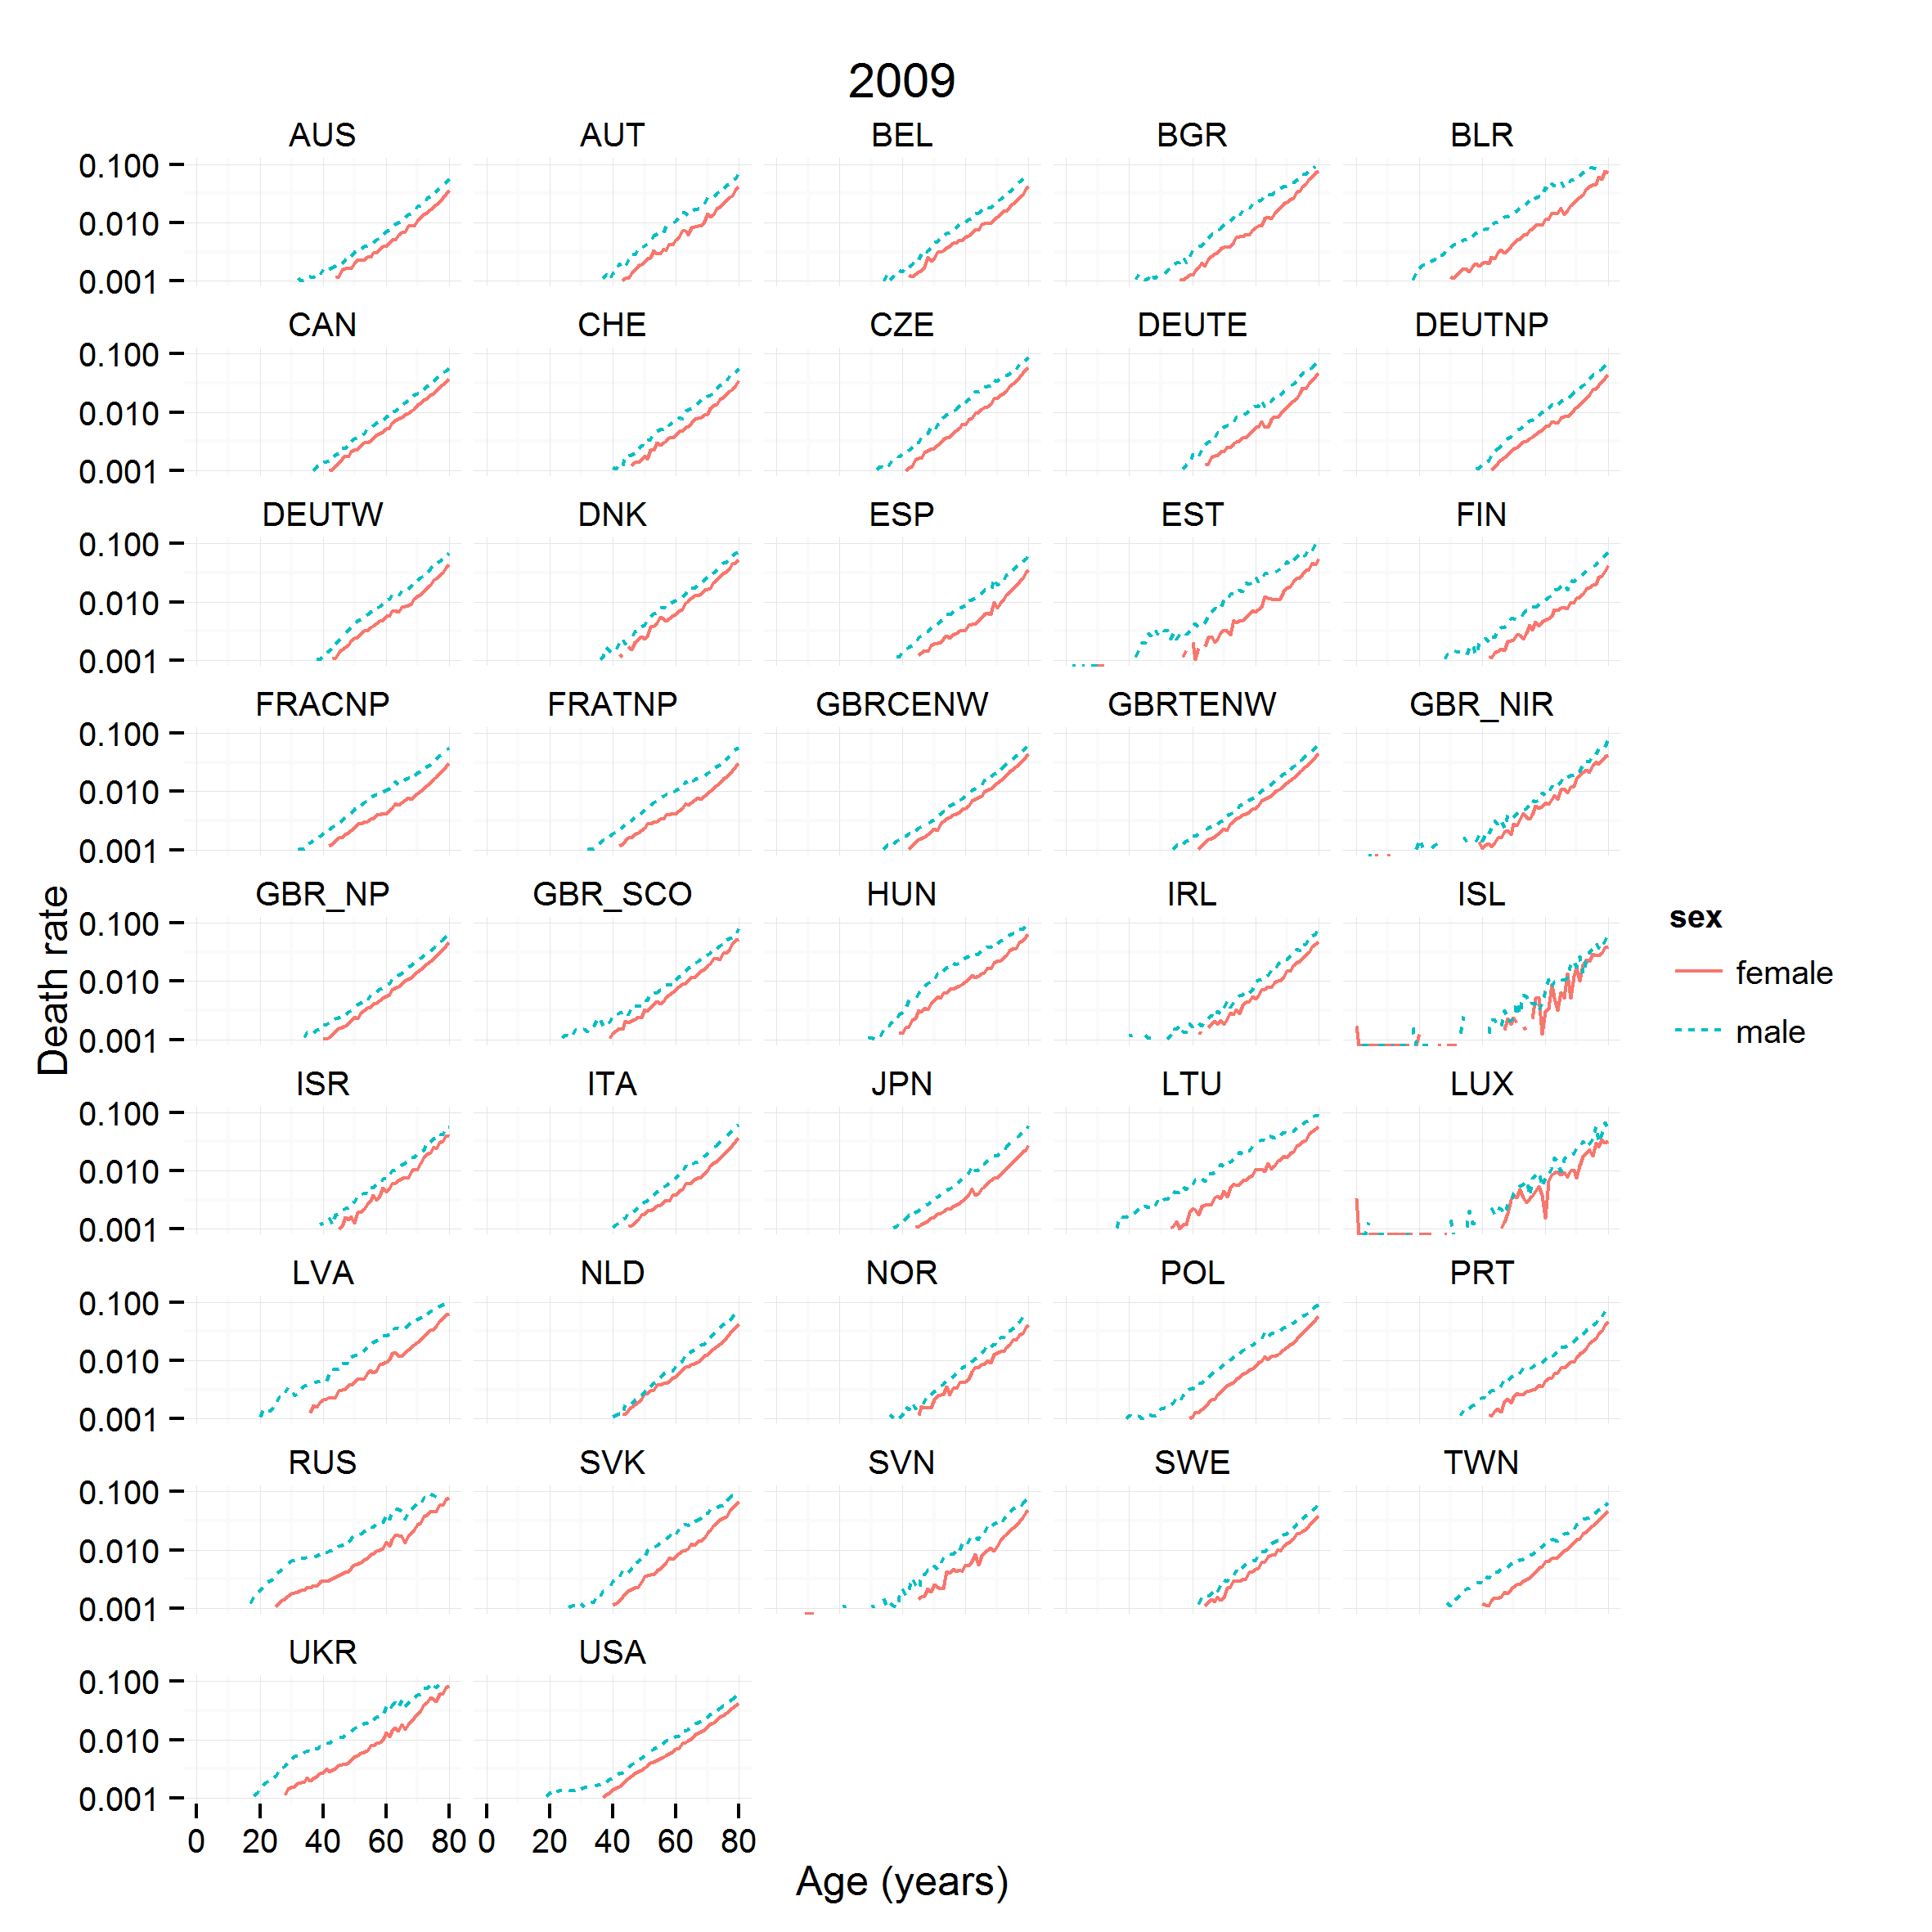 2009
AUS AUT BEL BGR BLR
0.100
0.010
0.001
CAN CHE CZE DEUTE DEUTNP
0.100
0.010
0.001
DEUTW DNK ESP EST FIN
0.100
0.010
0.001
FRACNP FRATNP GBRCENW GBRTENW GBR_NIR
0.100
0.010
0.001
GBR_NP GBR_SCO HUN IRL ISL
0.100
0.010
0.001
ISR ITA JPN LTU LUX
0.100
0.010
0.001
LVA NLD NOR POL PRT
0.100
0.010
0.001
RUS SVK SVN SWE TWN
0.100
0.010
0.001
UKR USA
0.100
0.010
0.001
0 20 40 60 80 0 20 40 60 80
Age (years)
Death rate
sex
female
male